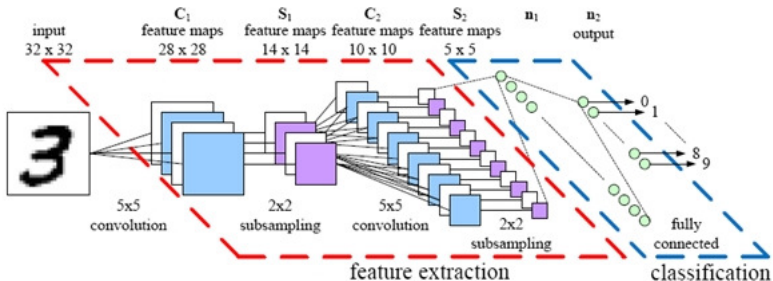 C₁ S₁ C₂ S₂ n₁ n₂
input feature maps feature maps feature maps feature maps output
32 x 32 28 x 28 14 x 14 10 x 10 5 x 5
3
0
1
8
9
5x5 2x2 5x5 2x2 fully
convolution subsampling convolution subsampling connected
feature extraction classification